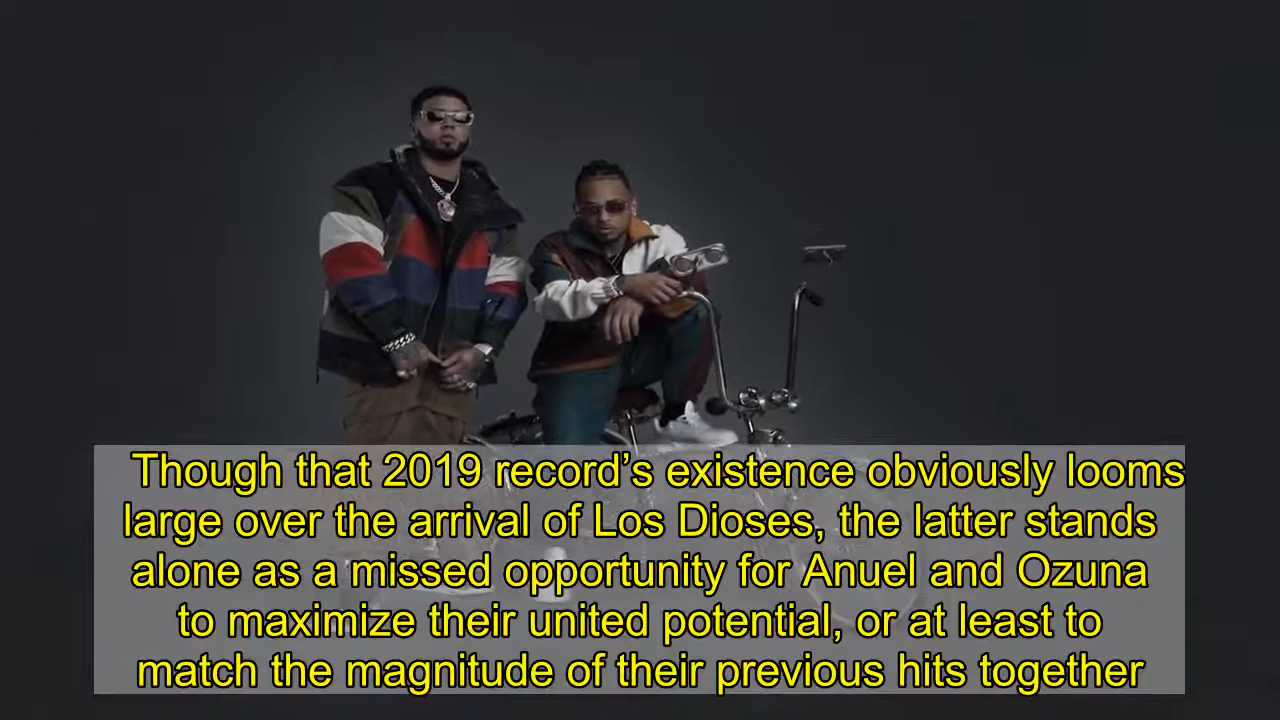 Though that 2019 record’s existence obviously looms
large over the arrival of Los Dioses, the latter stands
alone as a missed opportunity for Anuel and Ozuna
to maximize their united potential, or at least to
match the magnitude of their previous hits together